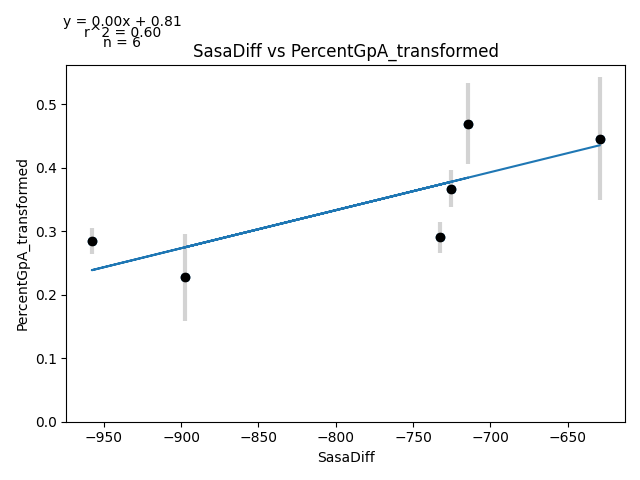 y = 0.00x + 0.81
r^2 = 0.60
n = 6
SasaDiff vs PercentGpA_transformed
PercentGpA_transformed
0.5
0.4
0.3
0.2
0.1
0.0
−950
−900
−850
−800
−750
−700
−650
SasaDiff